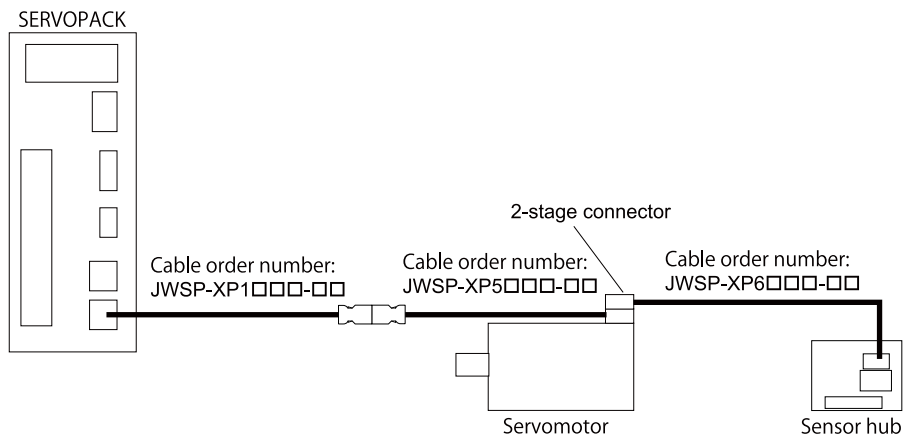 SERVOPACK
2-stage connector
Cable order number:
JWSP-XP1□□□-□□
Cable order number:
JWSP-XP5□□□-□□
Cable order number:
JWSP-XP6□□□-□□
Servomotor
Sensor hub